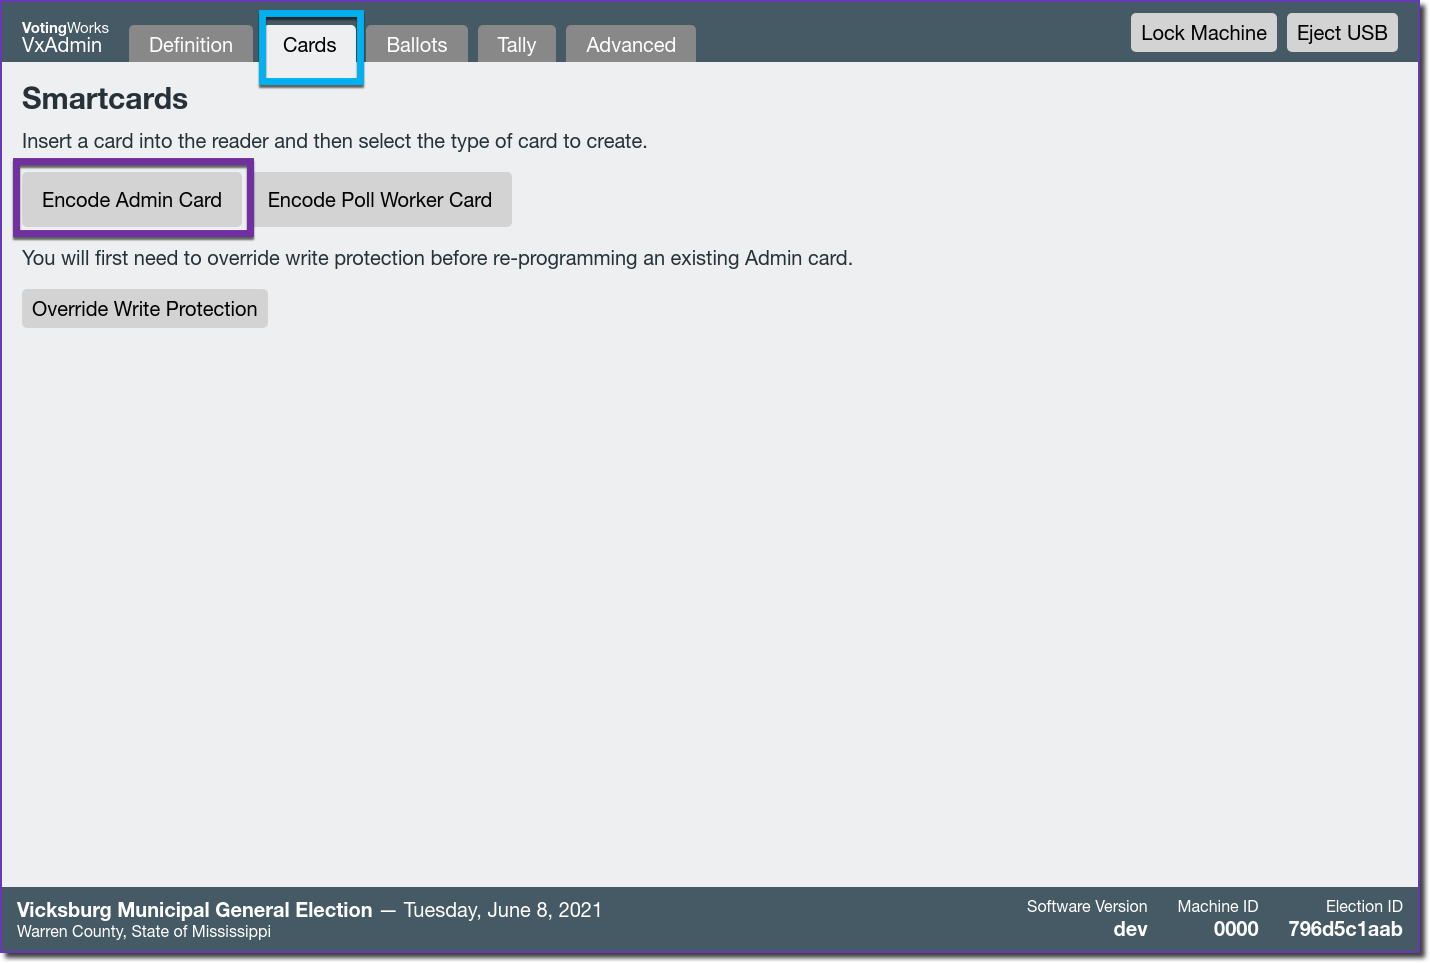 VotingWorks
VxAdmin
Definition
Cards
Ballots
Tally
Advanced
Lock Machine
Eject USB
Smartcards
Insert a card into the reader and then select the type of card to create.
Encode Admin Card
Encode Poll Worker Card
You will first need to override write protection before re-programming an existing Admin card.
Override Write Protection
Vicksburg Municipal General Election — Tuesday, June 8, 2021
Warren County, State of Mississippi
Software Version
dev
Machine ID
0000
Election ID
796d5c1aab